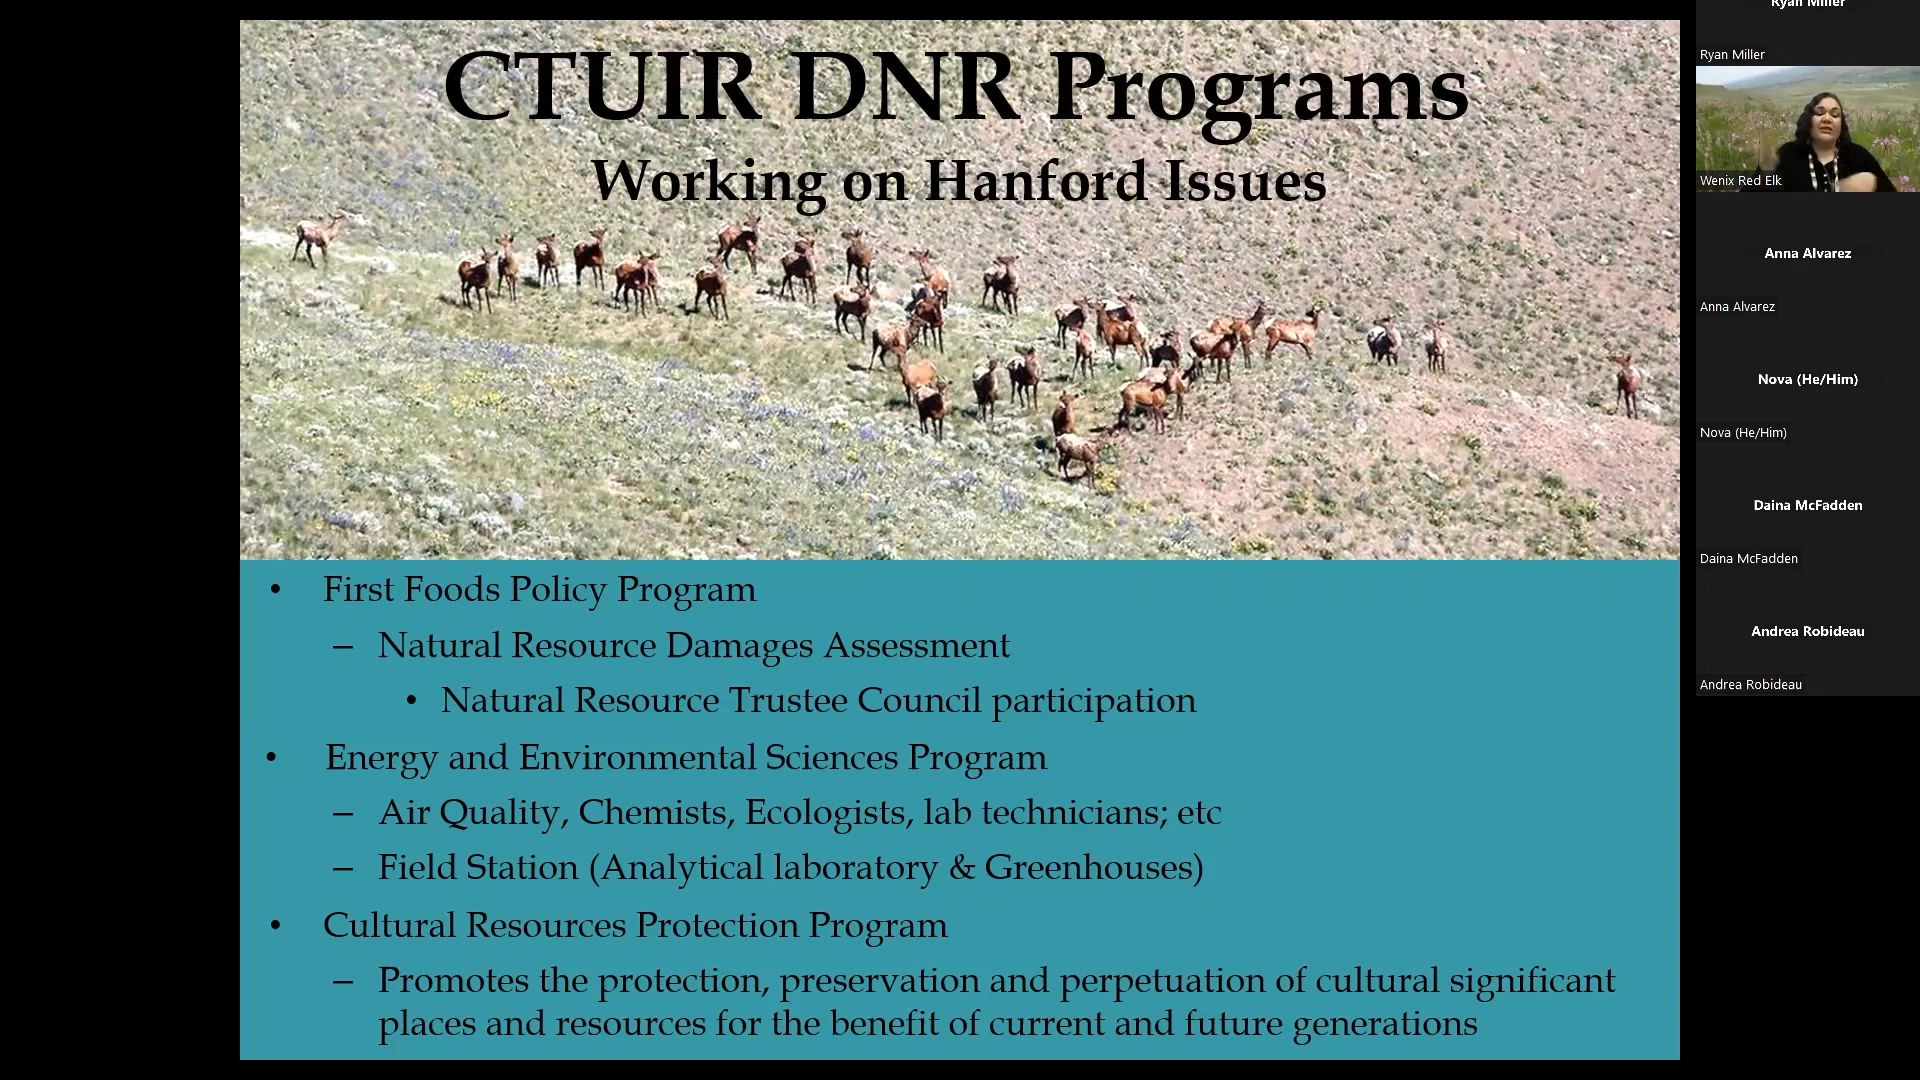 CTUIR DNR Programs
Working on Hanford Issues
• First Foods Policy Program
– Natural Resource Damages Assessment
• Natural Resource Trustee Council participation
• Energy and Environmental Sciences Program
– Air Quality, Chemists, Ecologists, lab technicians; etc
– Field Station (Analytical laboratory & Greenhouses)
• Cultural Resources Protection Program
– Promotes the protection, preservation and perpetuation of cultural significant
places and resources for the benefit of current and future generations
Ryan Miller
Ryan Miller
Wenix Red Elk
Anna Alvarez
Anna Alvarez
Nova (He/Him)
Nova (He/Him)
Daina McFadden
Daina McFadden
Andrea Robideau
Andrea Robideau